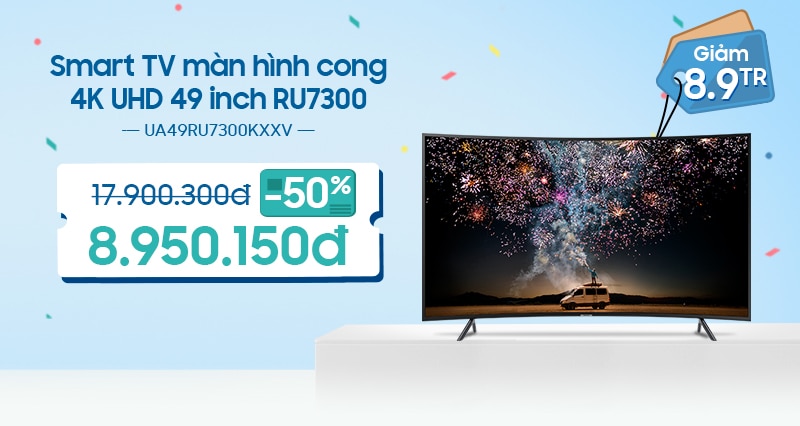 Smart TV màn hình cong
4K UHD 49 inch RU7300
— UA49RU7300KXXV —
17.900.300đ
-50%
8.950.150đ
Giảm
8.9TR